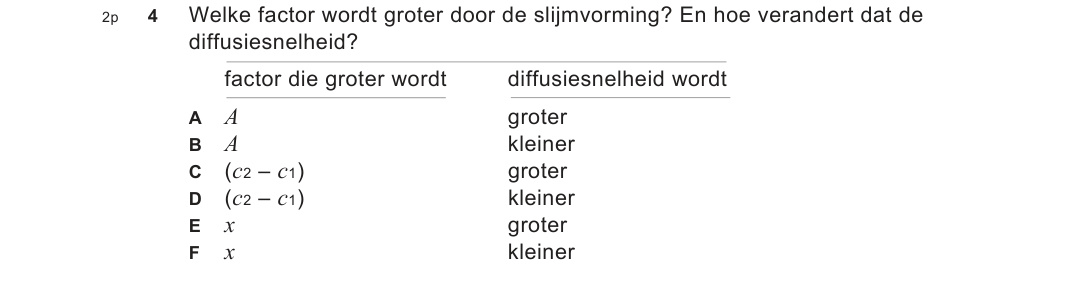 2p 4 Welke factor wordt groter door de slijmvorming? En hoe verandert dat de
diffusiesnelheid?
factor die groter wordt diffusiesnelheid wordt
A A groter
B A kleiner
C (c2 – c1) groter
D (c2 – c1) kleiner
E x groter
F x kleiner